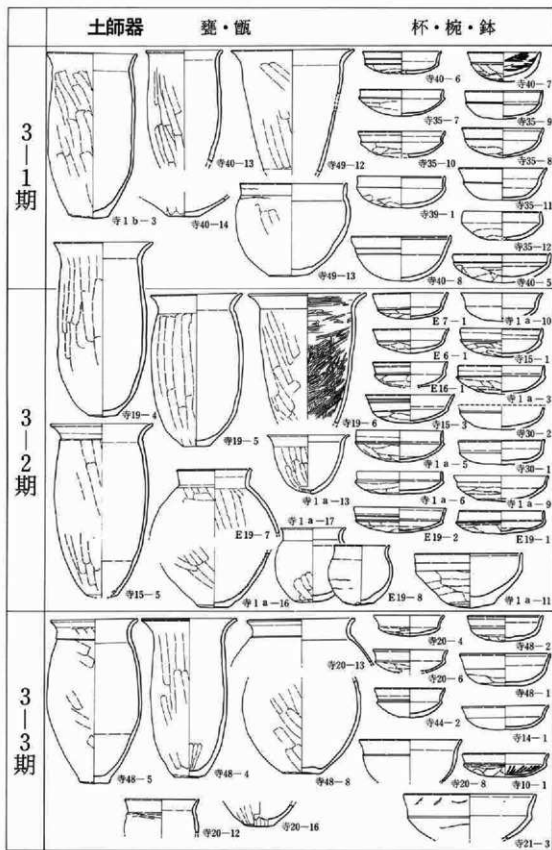 土師器 甕・甑 杯・椀・鉢
3—1期
寺40—6 寺40—7
寺35—7 寺35—9
寺40—13 寺49—12 寺35—10 寺35—8
寺1b—3 寺40—14 寺39—1 寺35—11
寺35—12
寺49—13 寺40—8 寺40—5
3—2期
E7—1 寺1a—10
E6—1 寺15—1
E16—1 寺1a—3
寺19—4 寺19—5 寺19—6 寺15—3 寺30—2
寺1a—5 寺30—1
寺1a—13 寺1a—6 寺1a—9
E19—7 寺1a—17 E19—2 E19—1
寺15—5 寺1a—16 E19—8 寺1a—11
3—3期
寺20—4 寺48—2
寺20—13 寺20—6 寺48—1
寺44—2 寺14—1
寺48—5 寺48—4 寺48—8 寺20—8 寺10—1
寺20—12 寺20—16 寺21—3